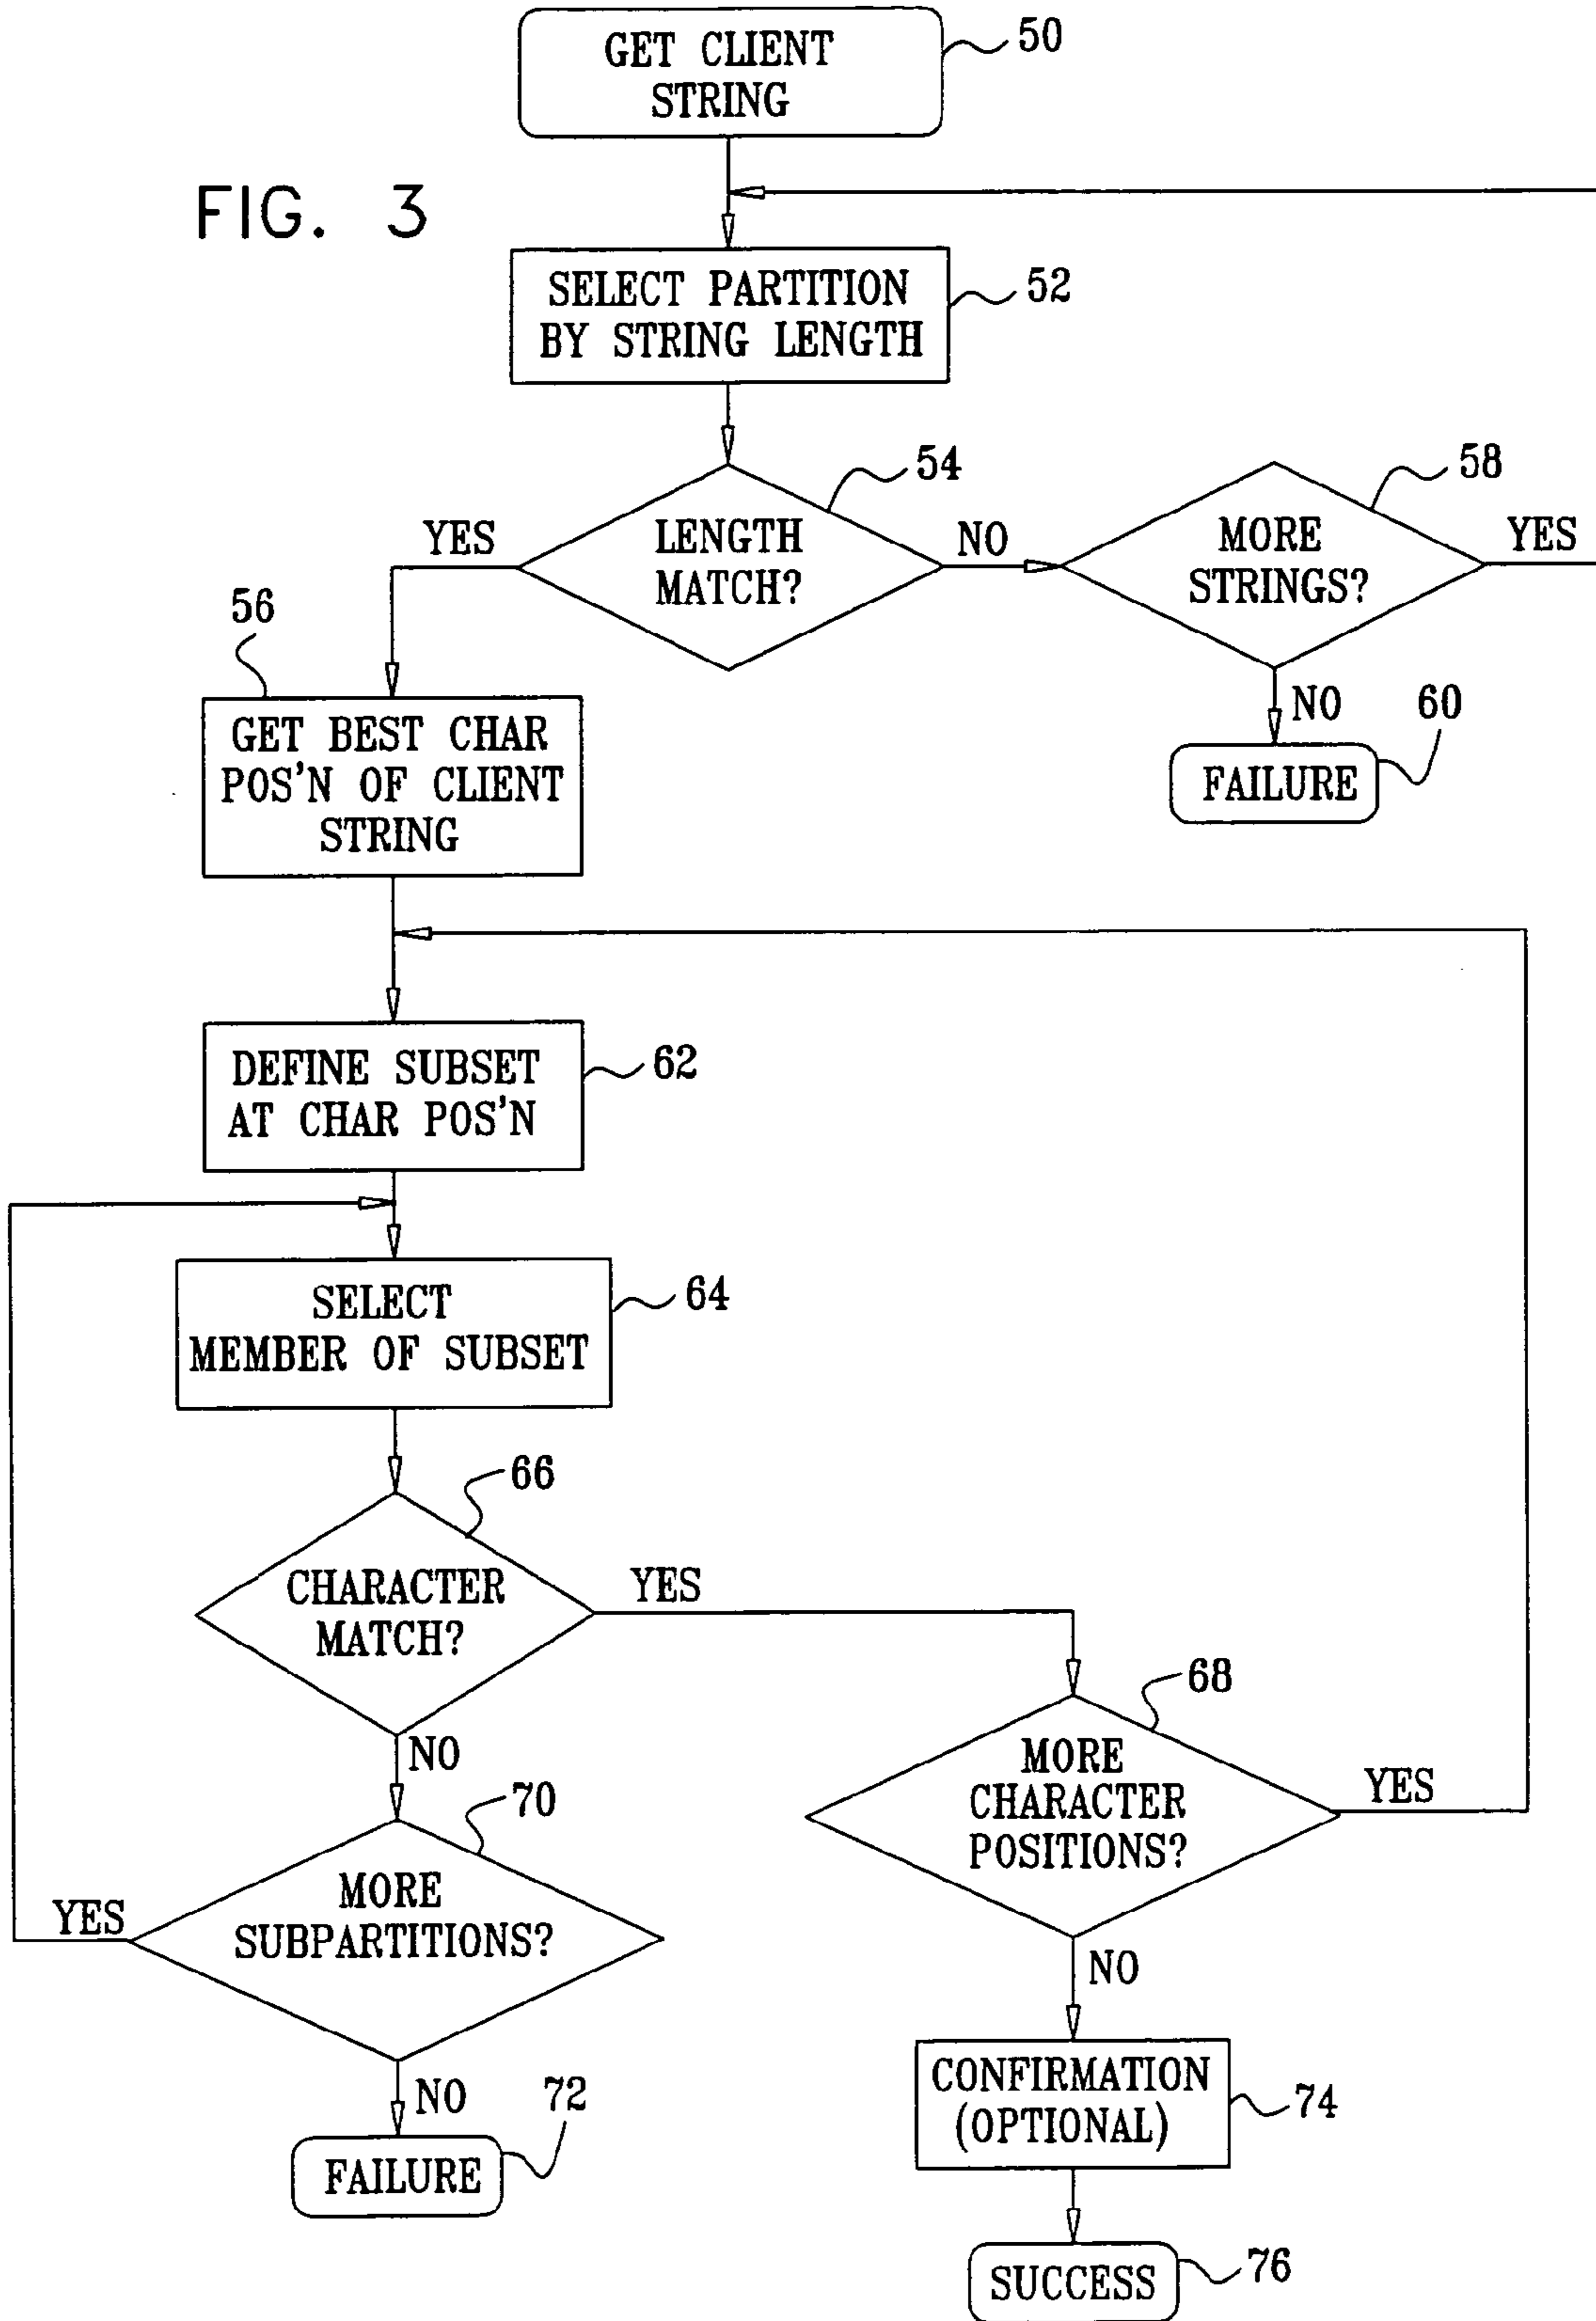 GET CLIENT
STRING
50
FIG. 3
SELECT PARTITION
BY STRING LENGTH
52
LENGTH
MATCH?
54
YES
NO
MORE
STRINGS?
58
YES
NO
FAILURE
60
56
GET BEST CHAR
POS'N OF CLIENT
STRING
DEFINE SUBSET
AT CHAR POS'N
62
SELECT
MEMBER OF SUBSET
64
CHARACTER
MATCH?
66
YES
NO
MORE
CHARACTER
POSITIONS?
68
YES
MORE
SUBPARTITIONS?
70
YES
NO
NO
FAILURE
72
CONFIRMATION
(OPTIONAL)
74
SUCCESS
76